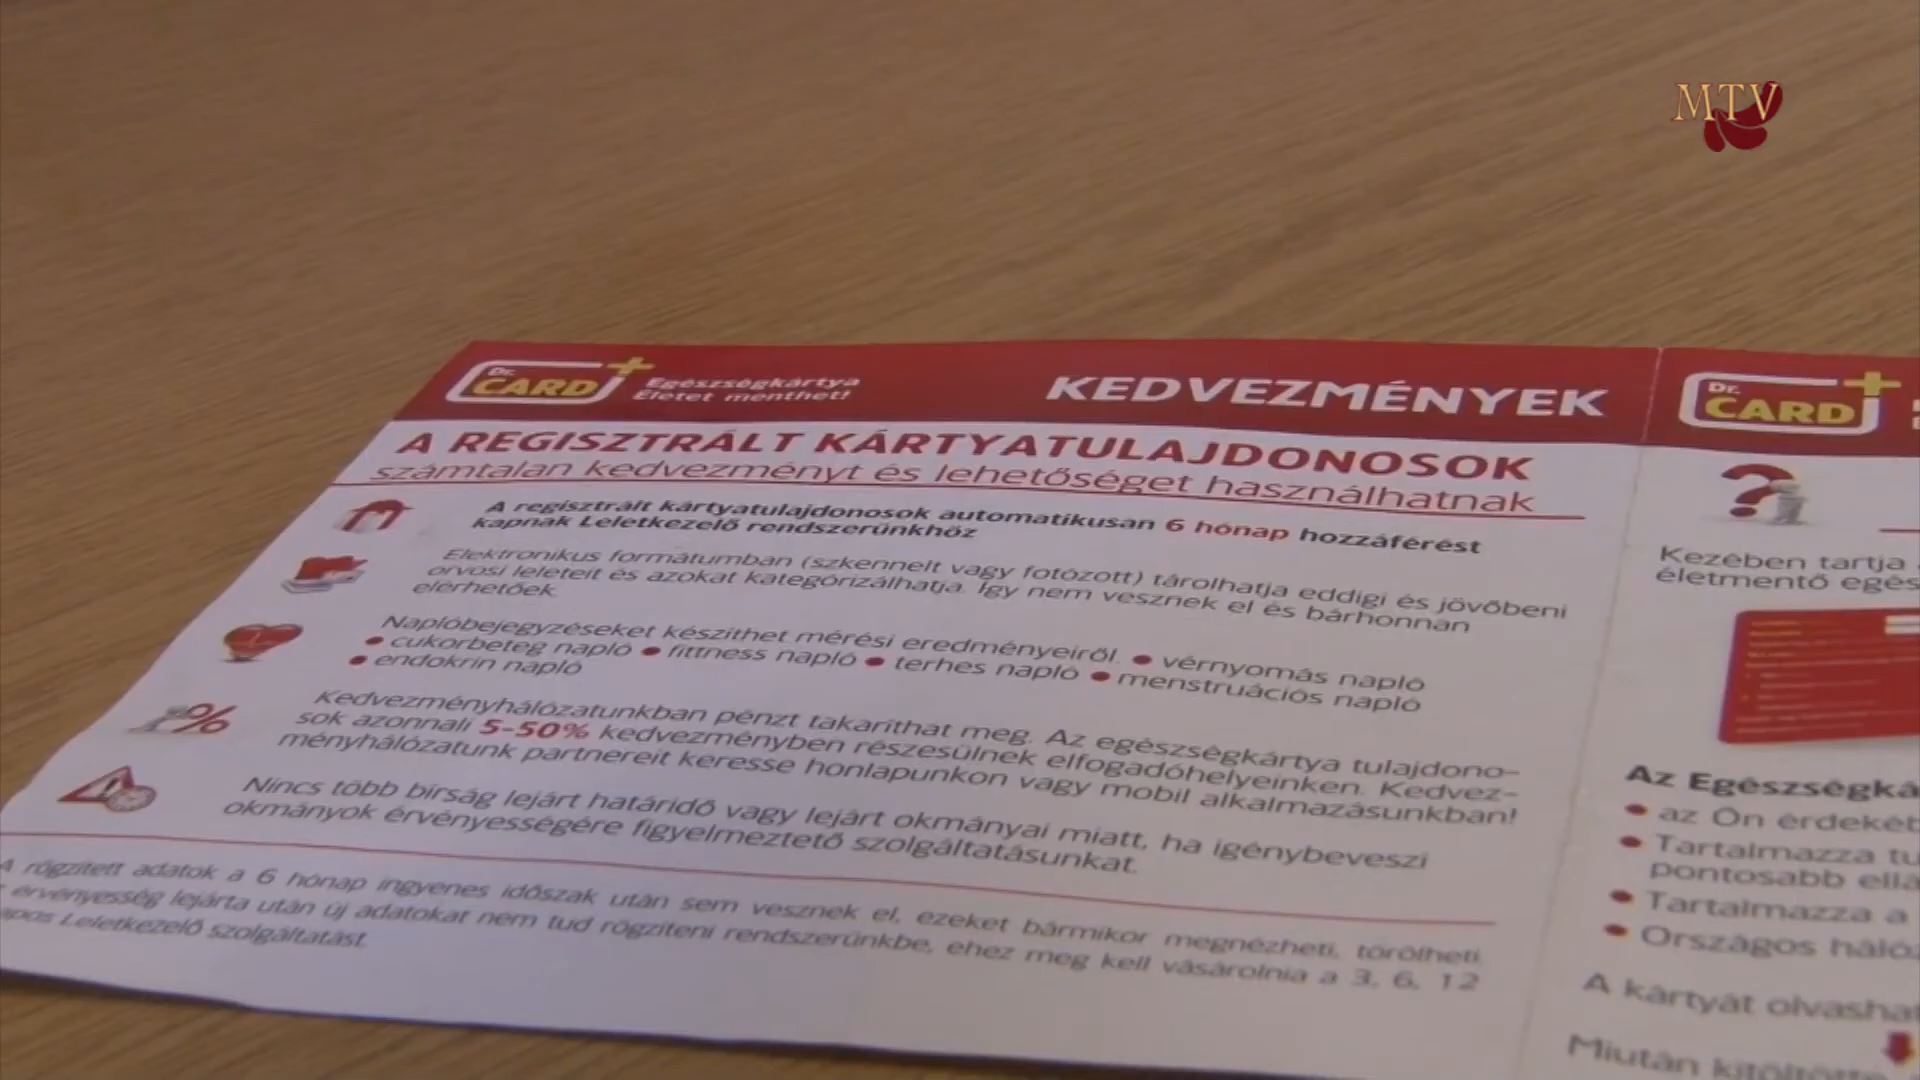 MTV
Dr. CARD
Egészségkártya
Életet menthet!
KEDVEZMÉNYEK
A REGISZTRÁLT KÁRTYATULAJDONOSOK
számtalan kedvezményt és lehetőséget használhatnak
A regisztrált kártyatulajdonosok automatikusan 6 hónap hozzáférést
kapnak Leletkezelő rendszerünkhöz
Elektronikus formátumban (szkennelt vagy fotózott) tárolhatja eddigi és jövőbeni
orvosi leleteit és azokat kategorizálhatja. Így nem vesznek el és bárhonnan
elérhetőek.
Naplóbejegyzéseket készíthet mérési eredményeiről. • vérnyomás napló
• cukorbeteg napló • fittness napló • terhes napló • menstruációs napló
• endokrin napló
%
Kedvezményhálózatunkban pénzt takaríthat meg. Az egészségkártya tulajdono-
sok azonnali 5-50% kedvezményben részesülnek elfogadóhelyeinken. Kedvez-
ményhálózatunk partnereit keresse honlapunkon vagy mobil alkalmazásunkban!
Nincs több bírság lejárt határidő vagy lejárt okmányai miatt, ha igénybeveszi
okmányok érvényességére figyelmeztető szolgáltatásunkat.
A rögzített adatok a 6 hónap ingyenes időszak után sem vesznek el, ezeket bármikor megnézheti, törölheti.
érvényesség lejárta után új adatokat nem tud rögzíteni rendszerünkbe, ehez meg kell vásárolnia a 3, 6, 12
Leletkezelő szolgáltatást.
Dr. CARD
?
Kezében tartja
életmentő
Az Egészségká
• az Ön érdekéb
• Tartalmazza
pontosabb
• Tartalmazza a
• Országos
A kártyát
Miután